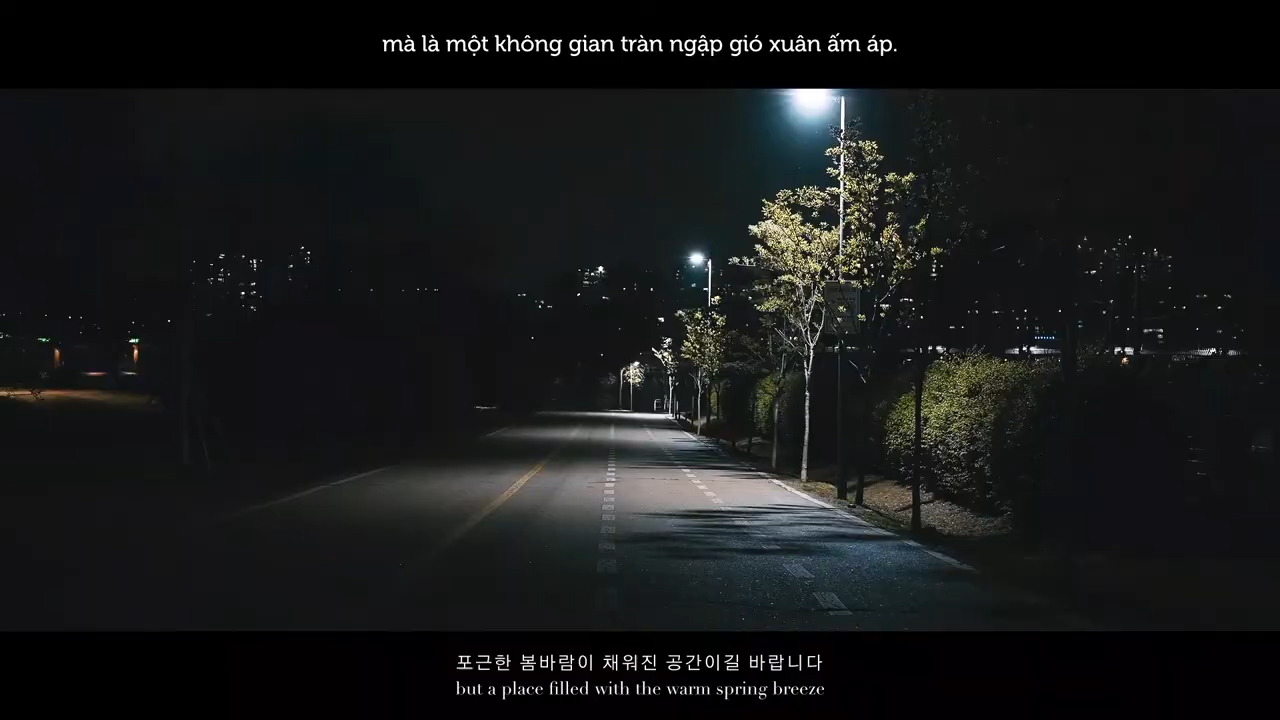 mà là một không gian tràn ngập gió xuân ấm áp.
포근한 봄바람이 채워진 공간이길 바랍니다
but a place filled with the warm spring breeze